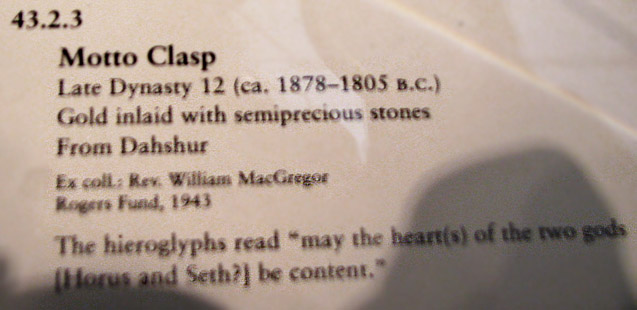 43.2.3
Motto Clasp
Late Dynasty 12 (ca. 1878–1805 B.C.)
Gold inlaid with semiprecious stones
From Dahshur
Ex coll.: Rev. William MacGregor
Rogers Fund, 1943
The hieroglyphs read "may the heart(s) of the two gods
[Horus and Seth?] be content."